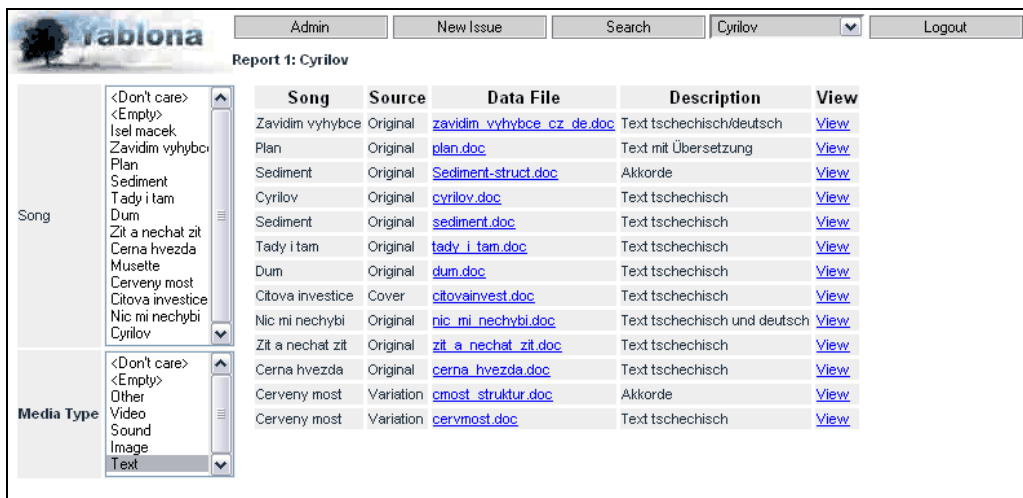 Yablona
Admin New Issue Search Cyrilov Logout
Report 1: Cyrilov
Song
<Don't care>
<Empty>
Isel macek
Zavidim vyhybc
Plan
Sediment
Tady i tam
Dum
Zit a nechat zit
Cerna hvezda
Musette
Cerveny most
Citova investice
Nic mi nechybi
Cyrilov
Media Type
<Don't care>
<Empty>
Other
Video
Sound
Image
Text
Song Source Data File Description View
Zavidim vyhybce Original zavidim_vyhybce_cz_de.doc Text tschechisch/deutsch View
Plan Original plan.doc Text mit Übersetzung View
Sediment Original Sediment-struct.doc Akkorde View
Cyrilov Original cyrilov.doc Text tschechisch View
Sediment Original sediment.doc Text tschechisch View
Tady i tam Original tady_i_tam.doc Text tschechisch View
Dum Original dum.doc Text tschechisch View
Citova investice Cover citovainvest.doc Text tschechisch View
Nic mi nechybi Original nic_mi_nechybi.doc Text tschechisch und deutsch View
Zit a nechat zit Original zit_a_nechat_zit.doc Text tschechisch View
Cerna hvezda Original cerna_hvezda.doc Text tschechisch View
Cerveny most Variation cmost_struktur.doc Akkorde View
Cerveny most Variation cervmost.doc Text tschechisch View